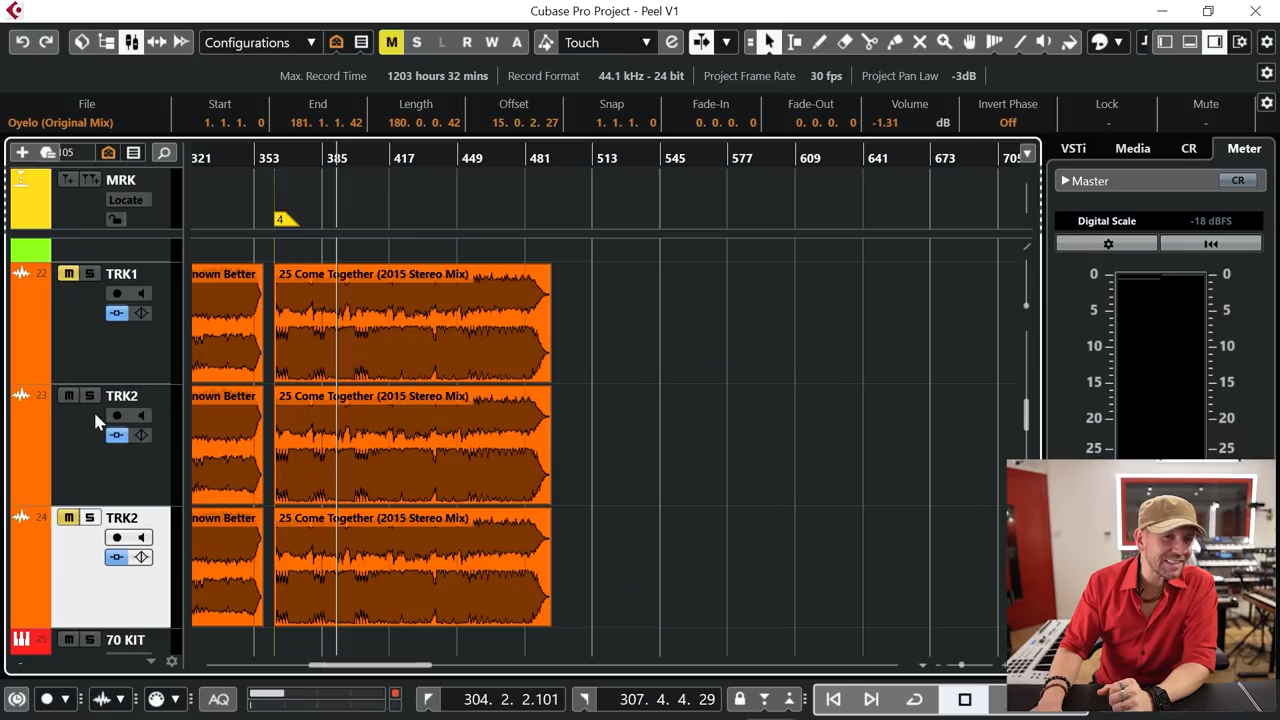 Cubase Pro Project - Peel V1
Configurations
M
S
L
R
W
A
Touch
Max. Record Time 1203 hours 32 mins
Record Format 44.1 kHz - 24 bit
Project Frame Rate 30 fps
Project Pan Law -3dB
File Start End Length Offset Snap Fade-In Fade-Out Volume Invert Phase Lock Mute
Oyelo (Original Mix) 1. 1. 1. 0 181. 1. 1. 42 180. 0. 0. 42 15. 0. 2. 27 1. 1. 1. 0 0. 0. 0. 0 0. 0. 0. 0 -1.31 dB Off - -
105
321 353 385 417 449 481 513 545 577 609 641 673 705
VSTi Media CR Meter
MRK
Locate
4
Master CR
Digital Scale -18 dBFS
22 M S TRK1
nown Better
25 Come Together (2015 Stereo Mix)
23 M S TRK2
nown Better
25 Come Together (2015 Stereo Mix)
24 M S TRK2
nown Better
25 Come Together (2015 Stereo Mix)
25 M S 70 KIT
0 0
5 5
10 10
15 15
20 20
25 25
AQ
304. 2. 2.101
307. 4. 4. 29